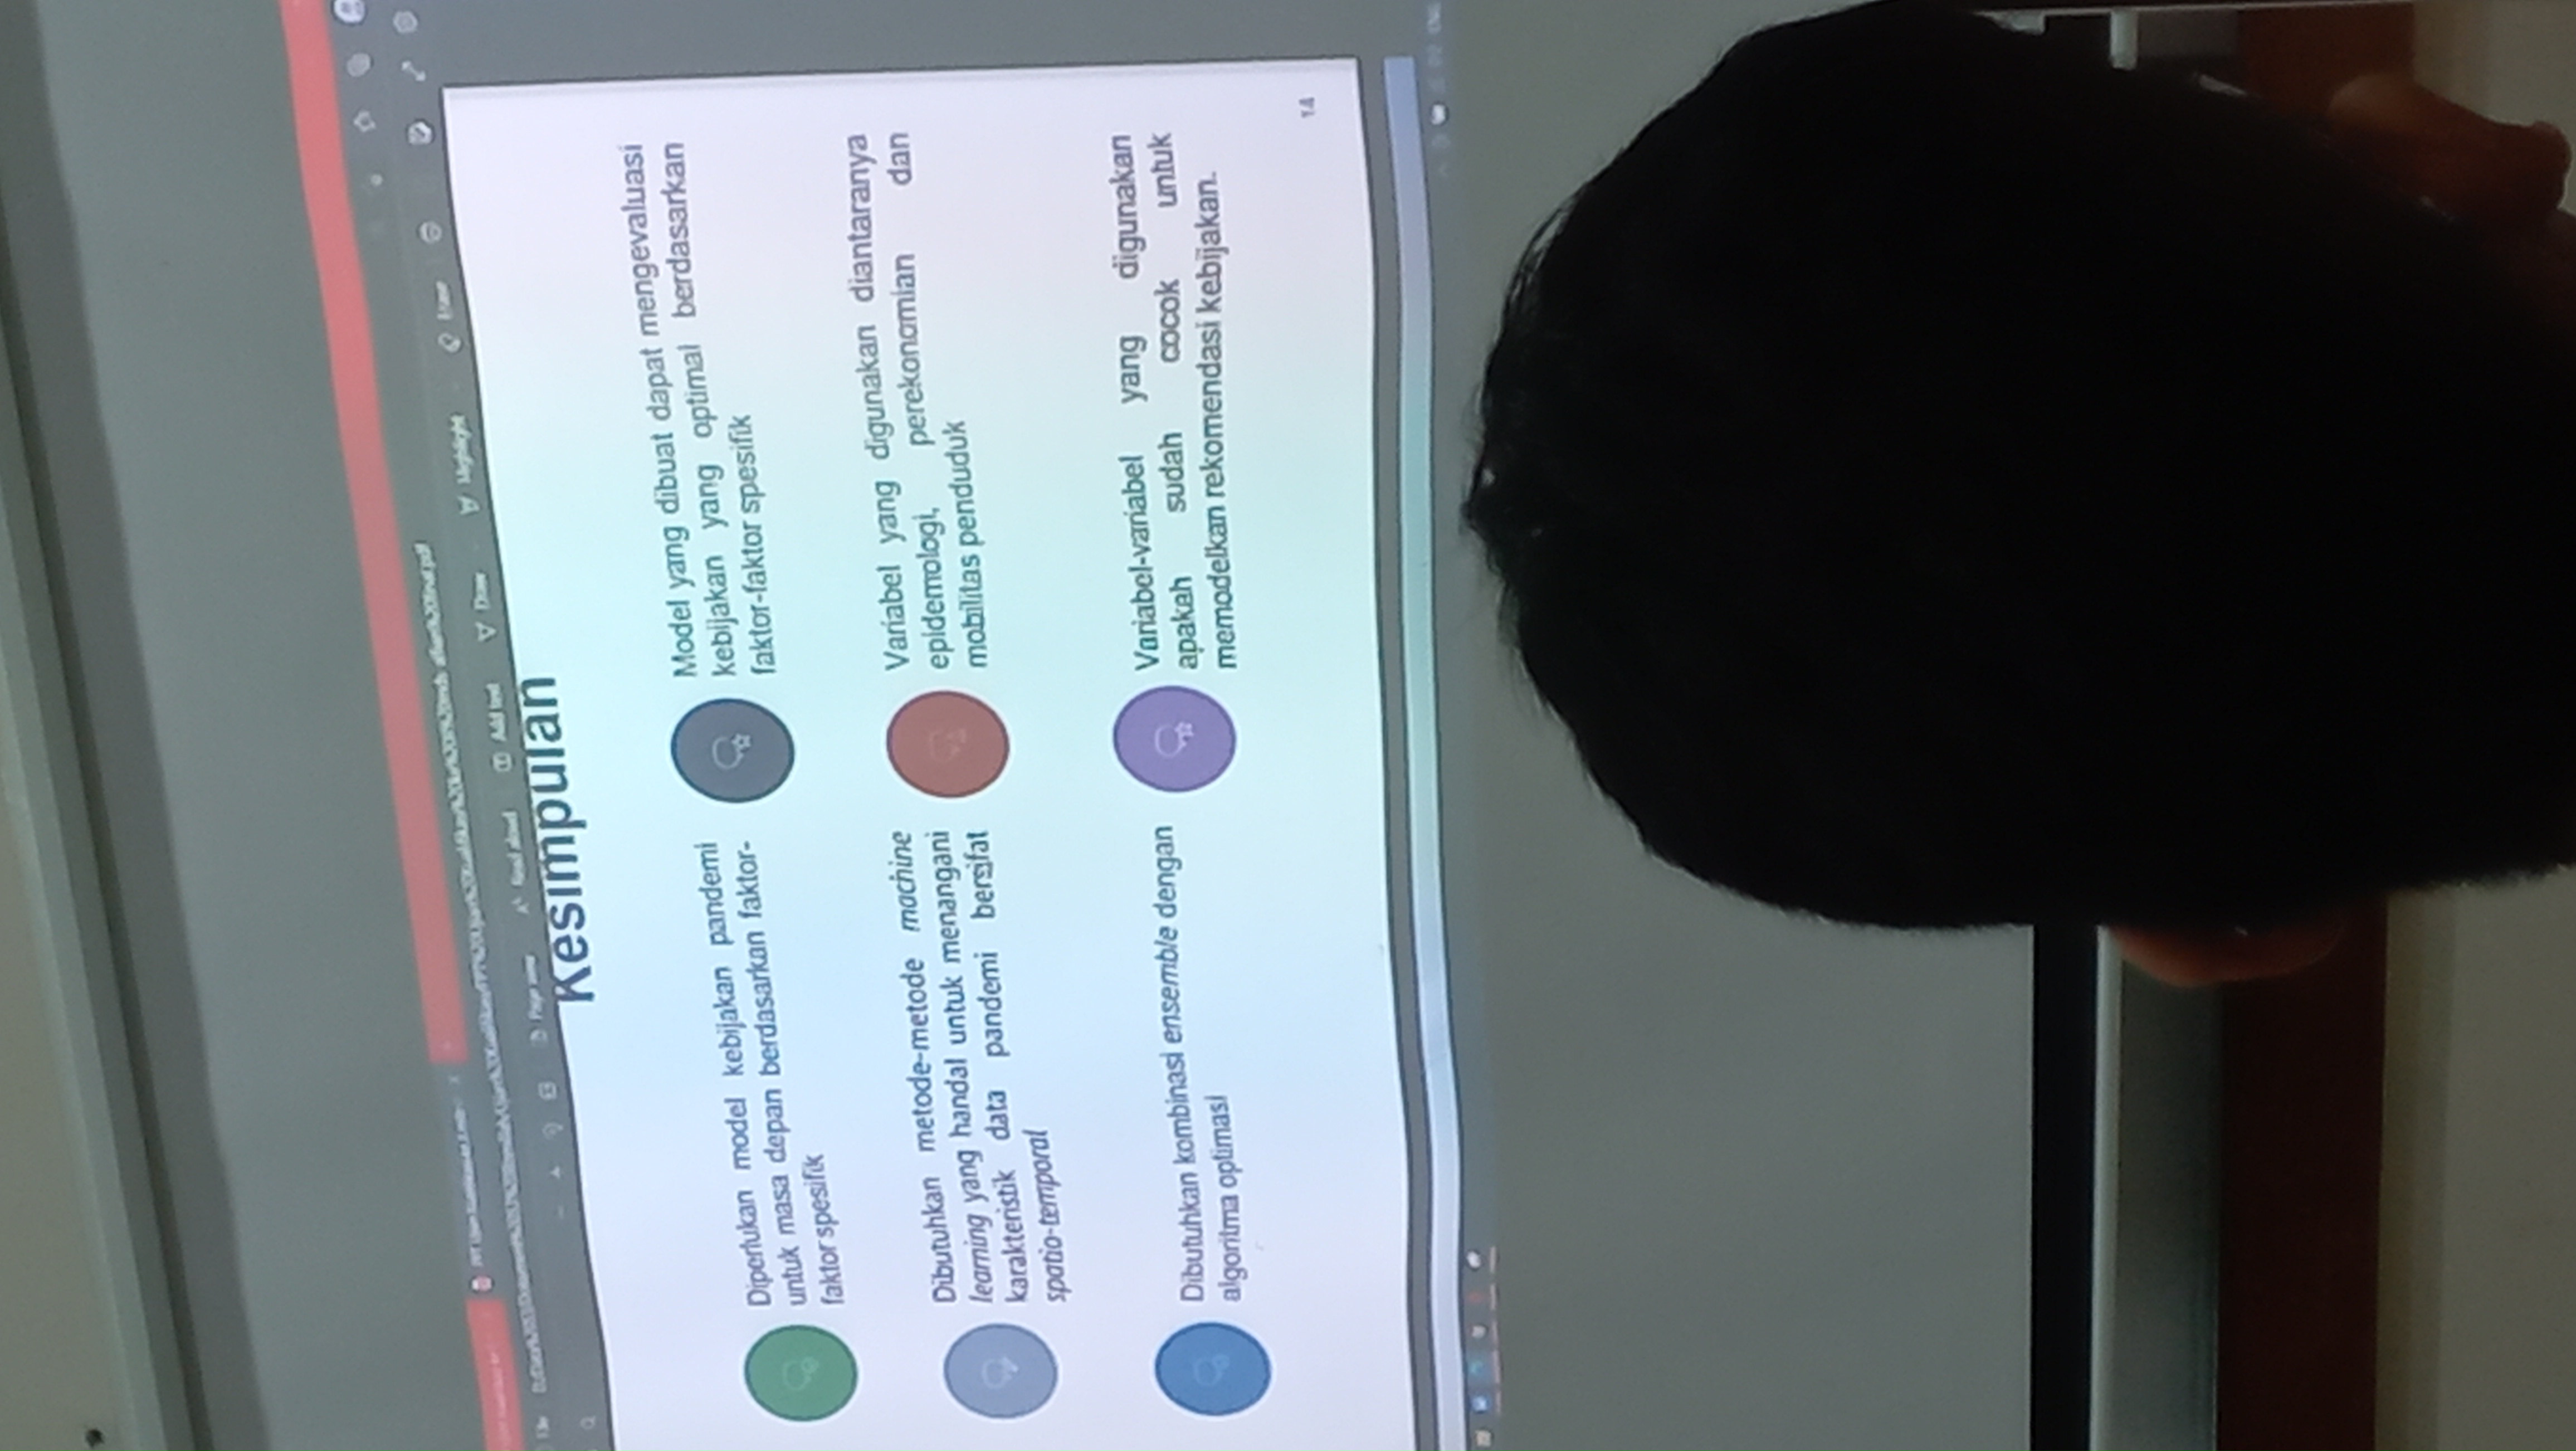 Page view
Read aloud
Add text
Draw
Highlight
Erase
Kesimpulan
Diperlukan model kebijakan pandemi
untuk masa depan berdasarkan faktor-
faktor spesifik
Dibutuhkan metode-metode machine
learning yang handal untuk menangani
karakteristik data pandemi bersifat
spatio-temporal
Dibutuhkan kombinasi ensemble dengan
algoritma optimasi
Model yang dibuat dapat mengevaluasi
kebijakan yang optimal berdasarkan
faktor-faktor spesifik
Variabel yang digunakan diantaranya
epidemologi, perekonomian dan
mobilitas penduduk
Variabel-variabel yang digunakan
apakah sudah cocok untuk
memodelkan rekomendasi kebijakan.
14